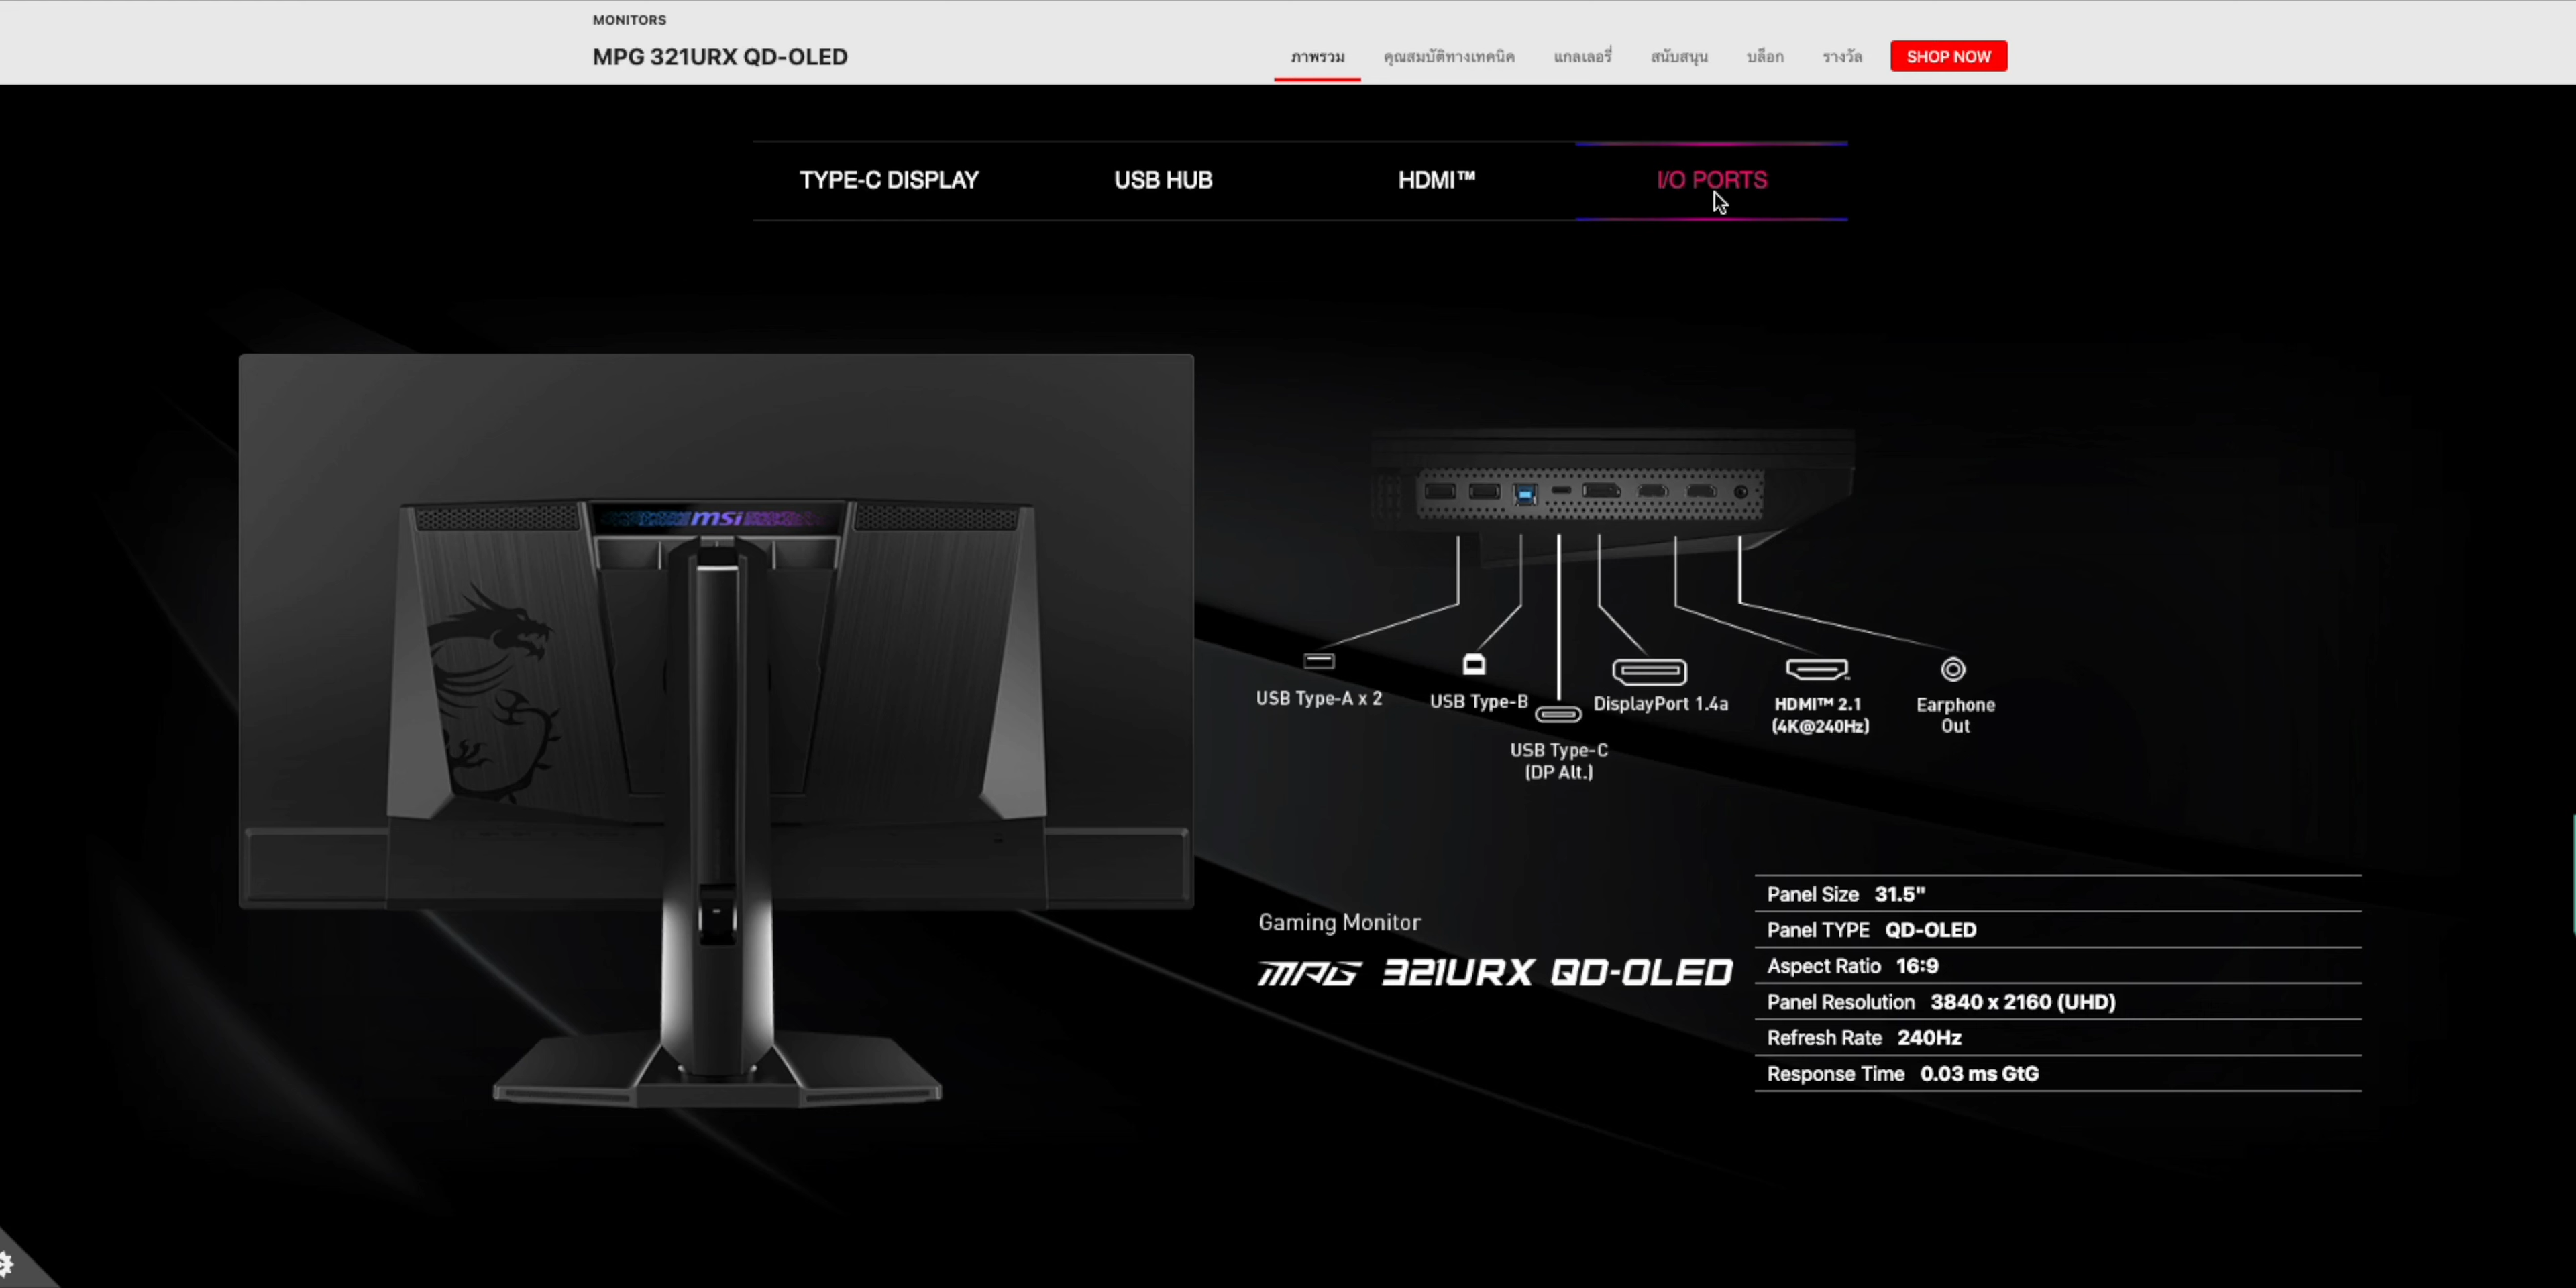 MONITORS
MPG 321URX QD-OLED
ภาพรวม คุณสมบัติทางเทคนิค แกลเลอรี่ สนับสนุน บล็อก รางวัล SHOP NOW
TYPE-C DISPLAY USB HUB HDMI™ I/O PORTS
msi
USB Type-A x 2
USB Type-B
USB Type-C
(DP Alt.)
DisplayPort 1.4a
HDMI™ 2.1
(4K@240Hz)
Earphone
Out
Gaming Monitor
MPG 321URX QD-OLED
Panel Size 31.5"
Panel TYPE QD-OLED
Aspect Ratio 16:9
Panel Resolution 3840 x 2160 (UHD)
Refresh Rate 240Hz
Response Time 0.03 ms GtG